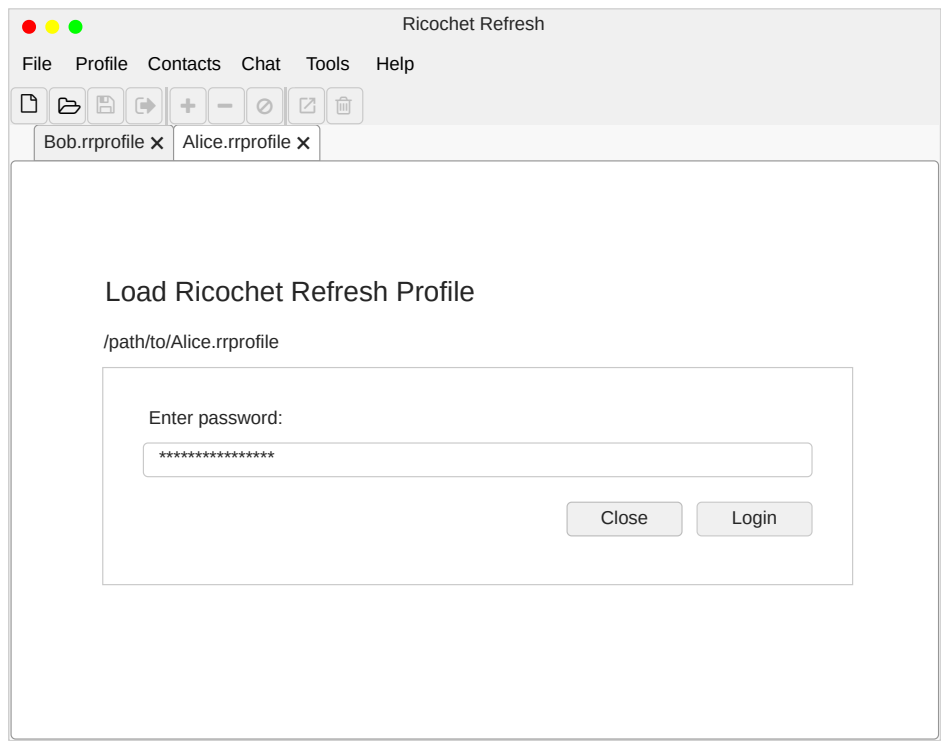 Ricochet Refresh
File Profile Contacts Chat Tools Help
Bob.rrprofile Alice.rrprofile
Load Ricochet Refresh Profile
/path/to/Alice.rrprofile
Enter password:
****************
Close Login